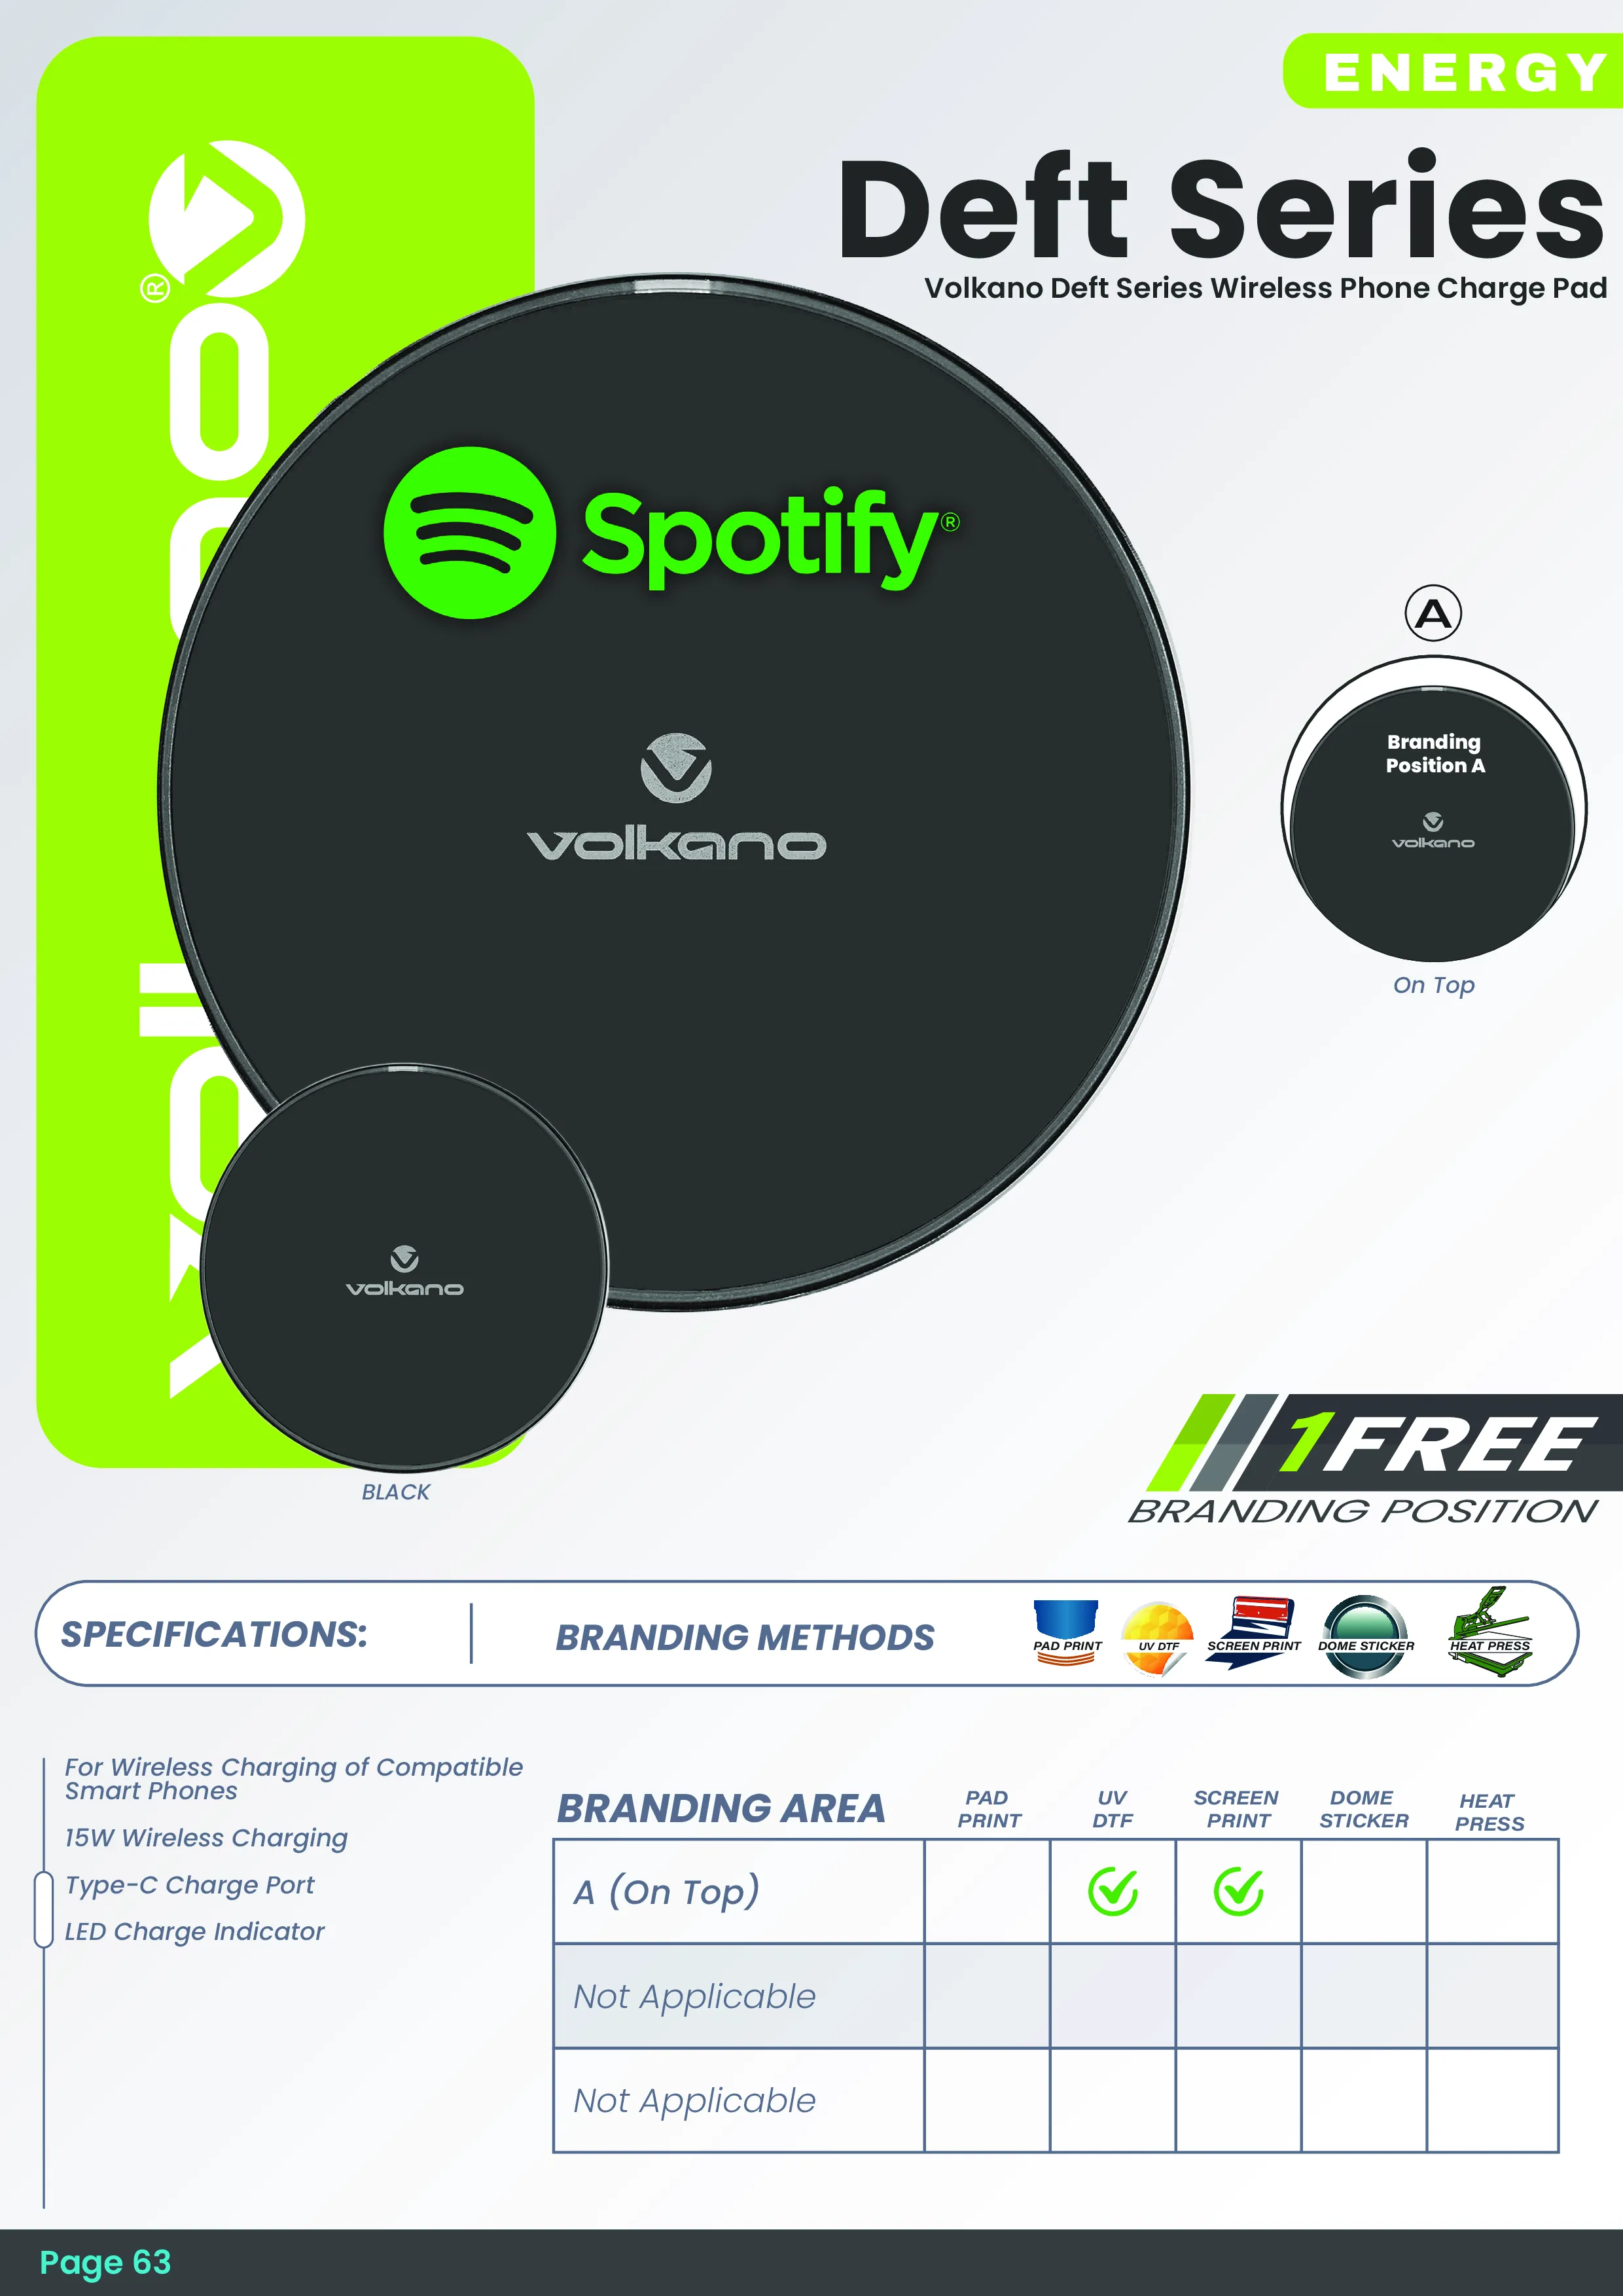 ENERGY
Deft Series
Volkano Deft Series Wireless Phone Charge Pad
®
Spotify®
volkano
A
Branding
Position A
volkano
On Top
volkano
BLACK
1FREE
BRANDING POSITION
SPECIFICATIONS:
BRANDING METHODS
PAD PRINT
UV DTF
SCREEN PRINT
DOME STICKER
HEAT PRESS
For Wireless Charging of Compatible
Smart Phones
15W Wireless Charging
Type-C Charge Port
LED Charge Indicator
BRANDING AREA
PAD PRINT
UV DTF
SCREEN PRINT
DOME STICKER
HEAT PRESS
A (On Top)
Not Applicable
Not Applicable
Page 63